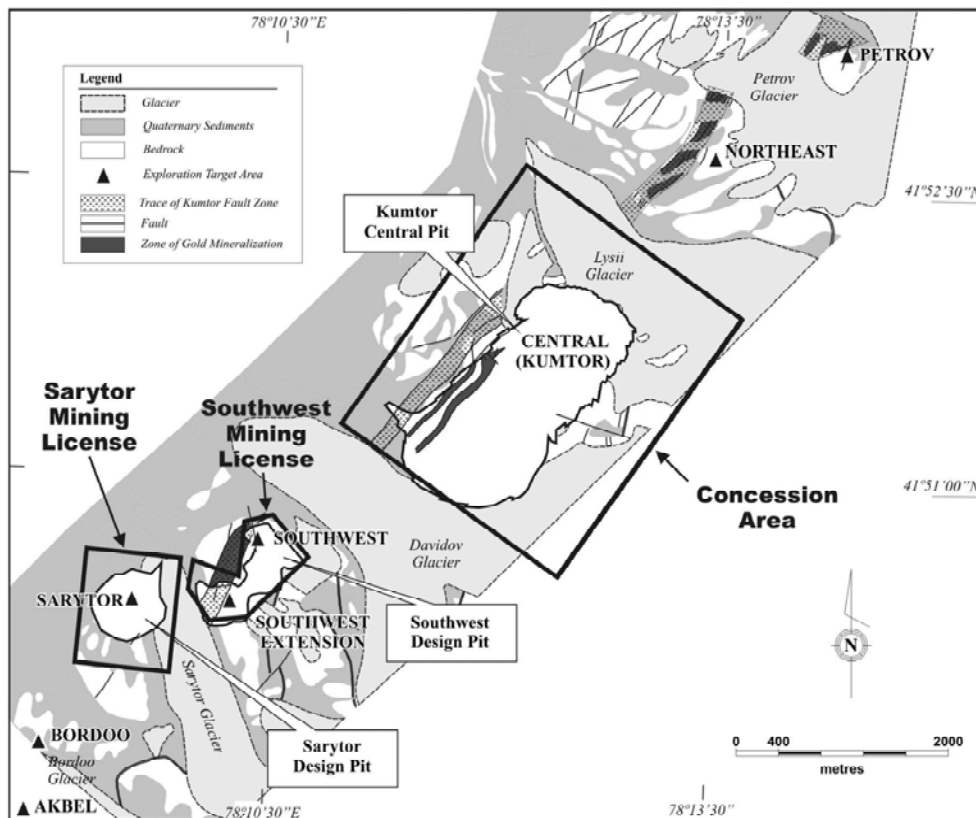 78°10'30"E
78°13'30"
Legend
Glacier
Quaternary Sediments
Bedrock
Exploration Target Area
Trace of Kumtor Fault Zone
Fault
Zone of Gold Mineralization
PETROV
Petrov
Glacier
NORTHEAST
41°52'30"N
Kumtor
Central Pit
Lysii
Glacier
CENTRAL
(KUMTOR)
Sarytor
Mining
License
Southwest
Mining
License
41°51'00"N
Concession
Area
SOUTHWEST
Davidov
Glacier
SARYTOR
SOUTHWEST
EXTENSION
Southwest
Design Pit
N
Sarytor Glacier
Sarytor
Design Pit
BORDOO
Bordoo
Glacier
AKBEL
0 400 2000
metres
78°10'30"E
78°13'30"